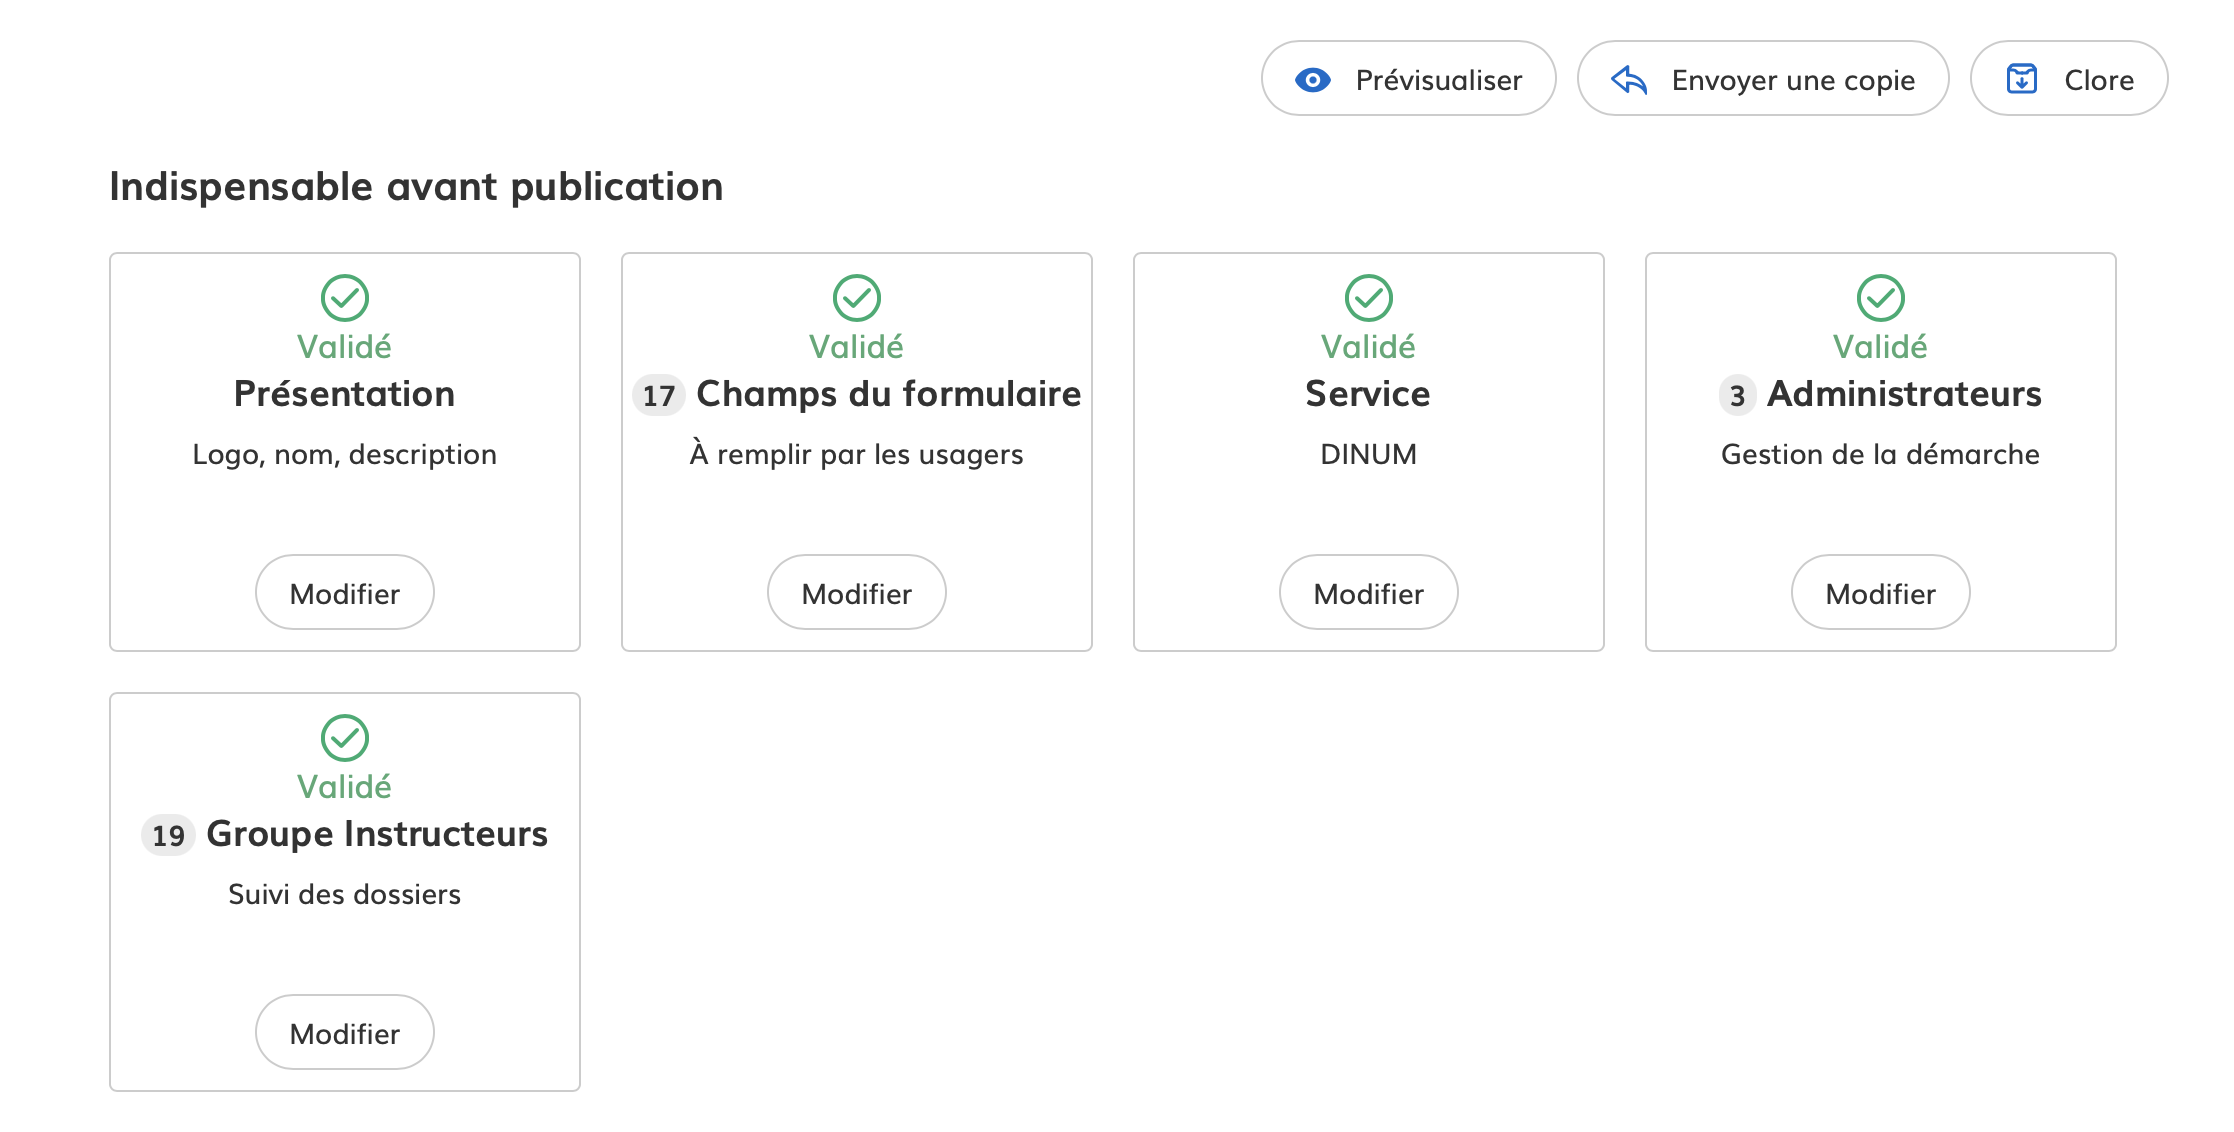 Prévisualiser
Envoyer une copie
Clore
Indispensable avant publication
Validé
Présentation
Logo, nom, description
Modifier
Validé
17 Champs du formulaire
À remplir par les usagers
Modifier
Validé
Service
DINUM
Modifier
Validé
3 Administrateurs
Gestion de la démarche
Modifier
Validé
19 Groupe Instructeurs
Suivi des dossiers
Modifier